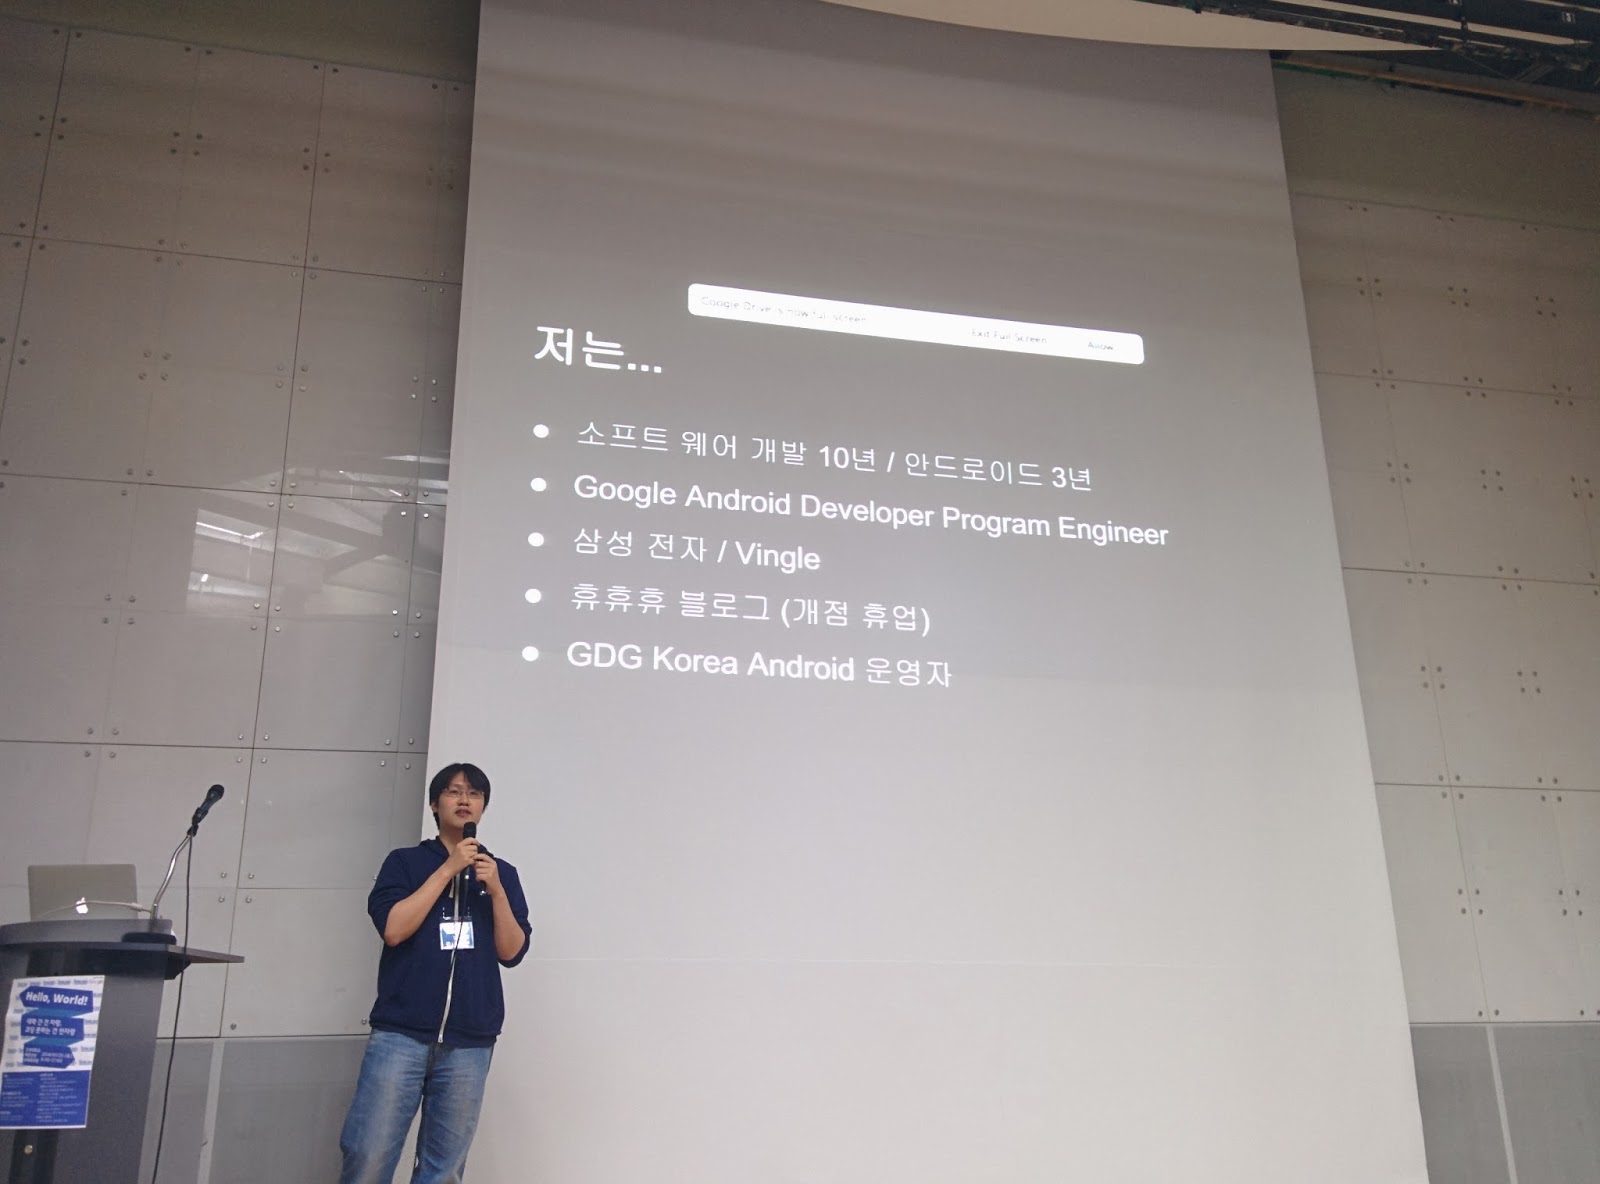 Google Drive is now full screen
Exit Full Screen
Allow
저는...
소프트 웨어 개발 10년 / 안드로이드 3년
Google Android Developer Program Engineer
삼성 전자 / Vingle
휴휴휴 블로그 (개점 휴업)
GDG Korea Android 운영자
Hello, World!